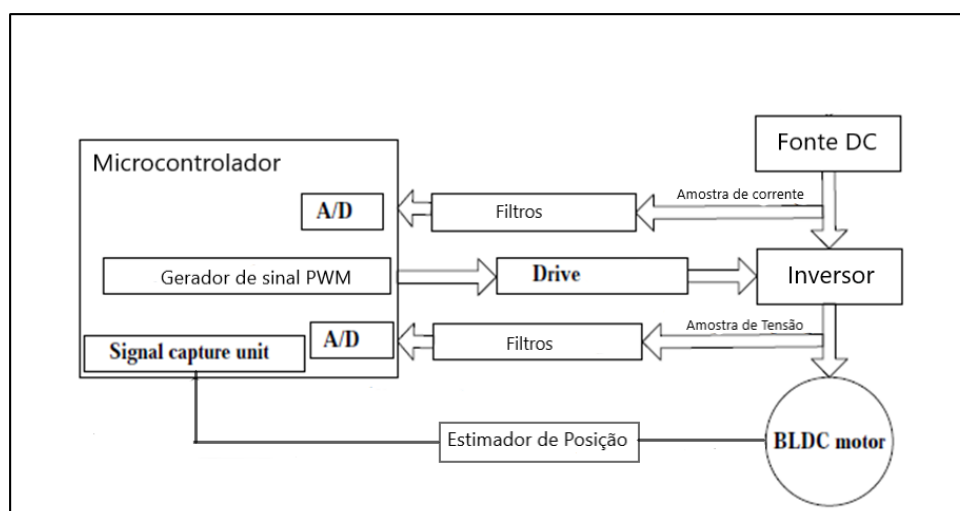 Fonte DC
Microcontrolador
Amostra de corrente
A/D
Filtros
Gerador de sinal PWM
Drive
Inversor
Amostra de Tensão
A/D
Filtros
Signal capture unit
Estimador de Posição
BLDC motor